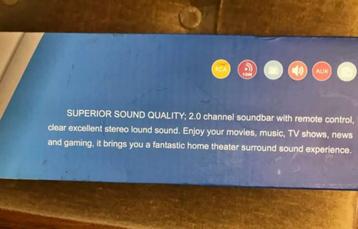 AUX
SUPERIOR SOUND QUALITY; 2.0 channel soundbar with remote control,
clear excellent stereo lound sound. Enjoy your movies, music, TV shows, news
and gaming, it brings you a fantastic home theater surround sound experience.